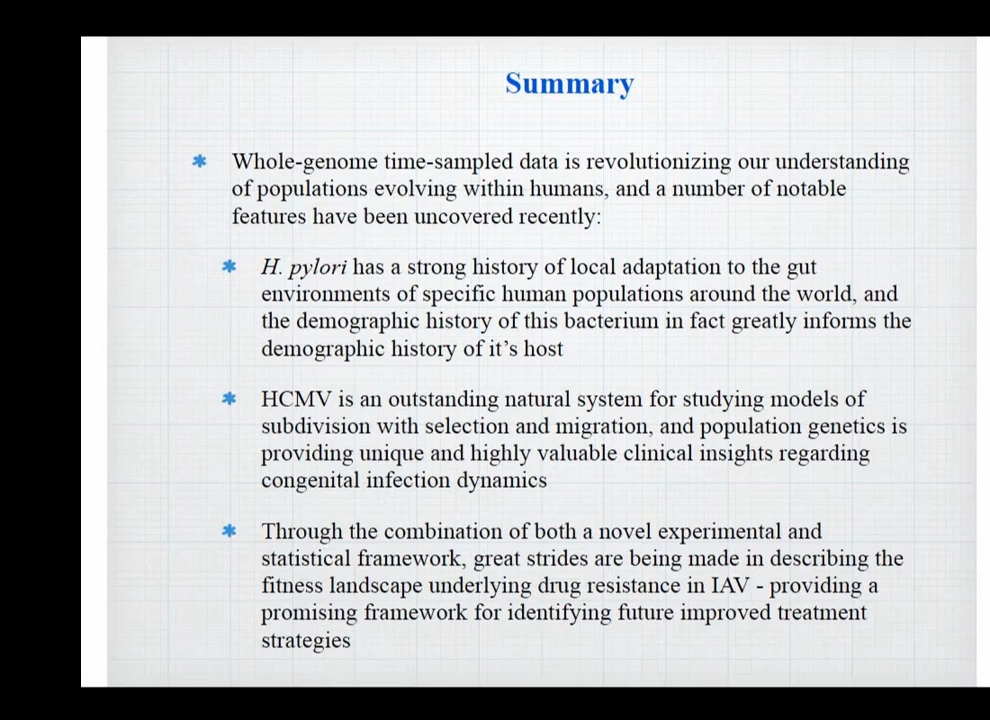 Summary
Whole-genome time-sampled data is revolutionizing our understanding
of populations evolving within humans, and a number of notable
features have been uncovered recently:
H. pylori has a strong history of local adaptation to the gut
environments of specific human populations around the world, and
the demographic history of this bacterium in fact greatly informs the
demographic history of it's host
HCMV is an outstanding natural system for studying models of
subdivision with selection and migration, and population genetics is
providing unique and highly valuable clinical insights regarding
congenital infection dynamics
Through the combination of both a novel experimental and
statistical framework, great strides are being made in describing the
fitness landscape underlying drug resistance in IAV - providing a
promising framework for identifying future improved treatment
strategies